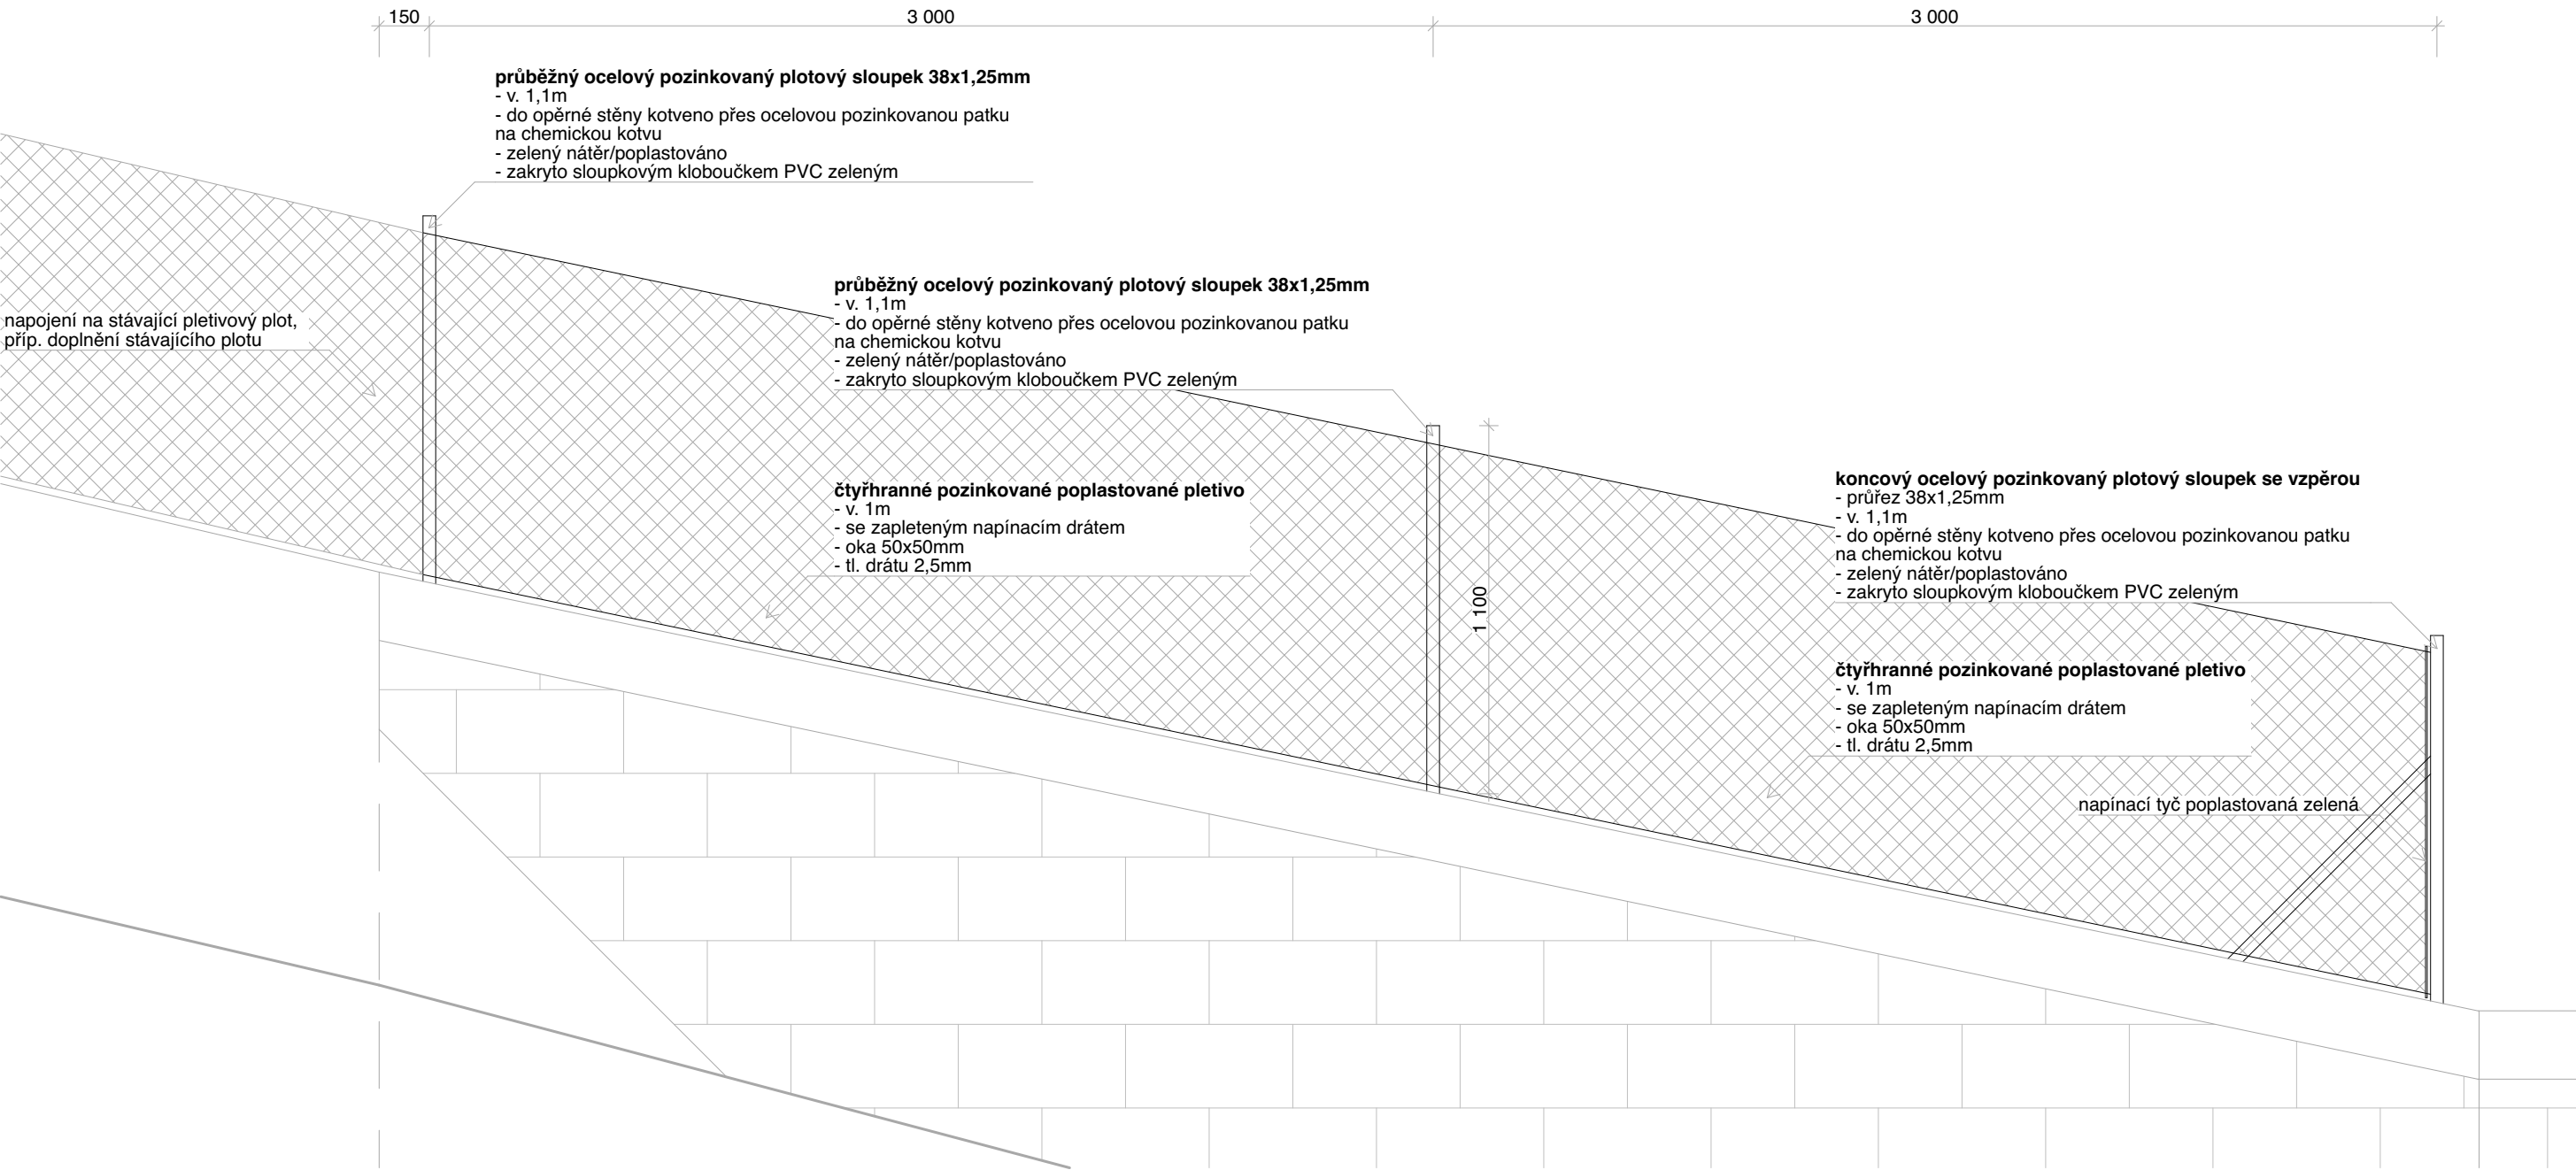 150
3 000
3 000
průběžný ocelový pozinkovaný plotový sloupek 38x1,25mm
- v. 1,1m
- do opěrné stěny kotveno přes ocelovou pozinkovanou patku
na chemickou kotvu
- zelený nátěr/poplastováno
- zakryto sloupkovým kloboučkem PVC zeleným
napojení na stávající pletivový plot,
příp. doplnění stávajícího plotu
průběžný ocelový pozinkovaný plotový sloupek 38x1,25mm
- v. 1,1m
- do opěrné stěny kotveno přes ocelovou pozinkovanou patku
na chemickou kotvu
- zelený nátěr/poplastováno
- zakryto sloupkovým kloboučkem PVC zeleným
čtyřhranné pozinkované poplastované pletivo
- v. 1m
- se zapleteným napínacím drátem
- oka 50x50mm
- tl. drátu 2,5mm
1 100
koncový ocelový pozinkovaný plotový sloupek se vzpěrou
- průřez 38x1,25mm
- v. 1,1m
- do opěrné stěny kotveno přes ocelovou pozinkovanou patku
na chemickou kotvu
- zelený nátěr/poplastováno
- zakryto sloupkovým kloboučkem PVC zeleným
čtyřhranné pozinkované poplastované pletivo
- v. 1m
- se zapleteným napínacím drátem
- oka 50x50mm
- tl. drátu 2,5mm
napínací tyč poplastovaná zelená